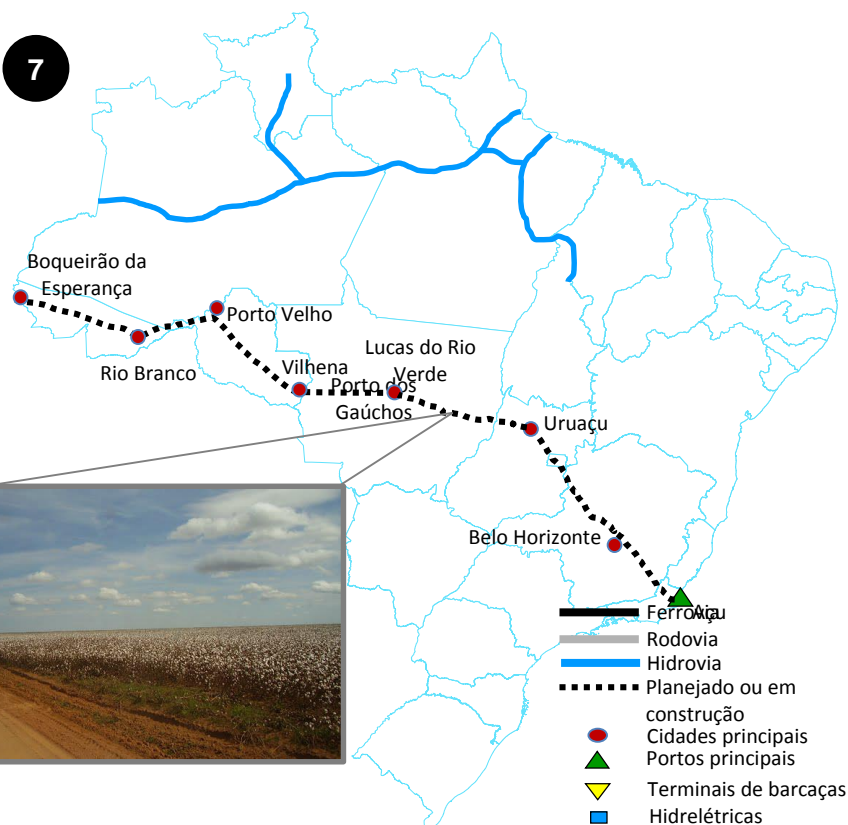 7
Boqueirão da
Esperança
Porto Velho
Rio Branco
Lucas do Rio
Verde
Vilhena
Porto dos
Gaúchos
Uruaçu
Belo Horizonte
Açu
Ferrovia
Rodovia
Hidrovia
Planejado ou em
construção
Cidades principais
Portos principais
Terminais de barcaças
Hidrelétricas